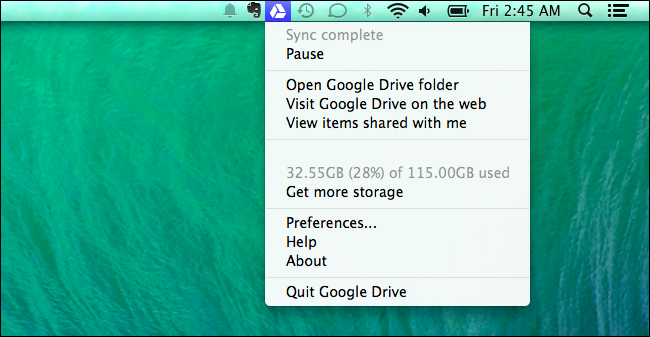 Fri 2:45 AM
Sync complete
Pause
Open Google Drive folder
Visit Google Drive on the web
View items shared with me
32.55GB (28%) of 115.00GB used
Get more storage
Preferences...
Help
About
Quit Google Drive